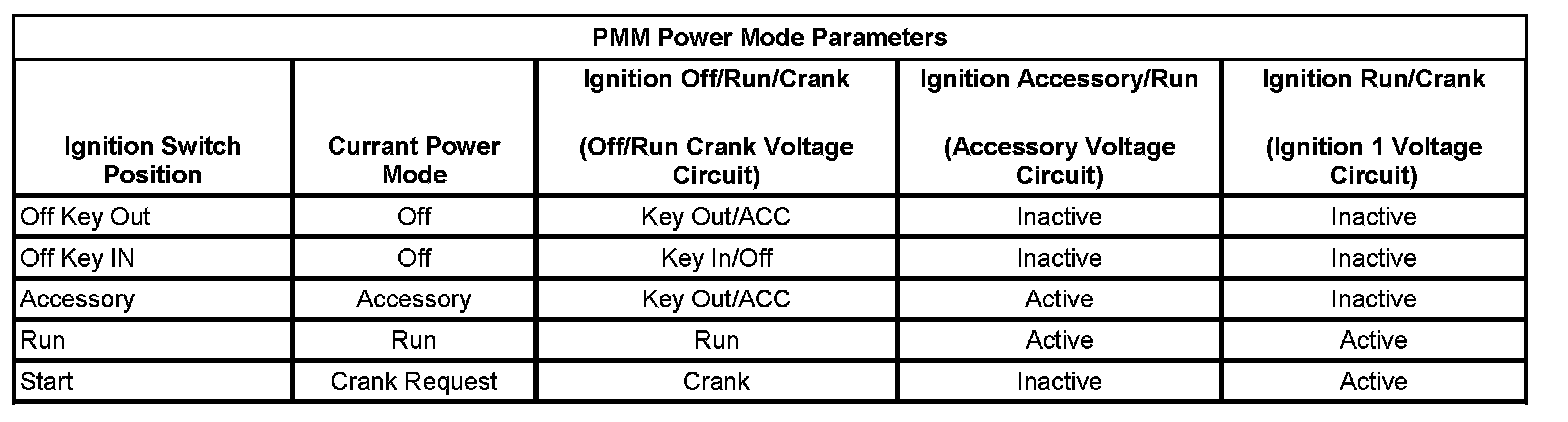 PMM Power Mode Parameters
Ignition Switch
Position
Currant Power
Mode
Ignition Off/Run/Crank
(Off/Run Crank Voltage
Circuit)
Ignition Accessory/Run
(Accessory Voltage
Circuit)
Ignition Run/Crank
(Ignition 1 Voltage
Circuit)
Off Key Out Off Key Out/ACC Inactive Inactive
Off Key IN Off Key In/Off Inactive Inactive
Accessory Accessory Key Out/ACC Active Inactive
Run Run Run Active Active
Start Crank Request Crank Inactive Active